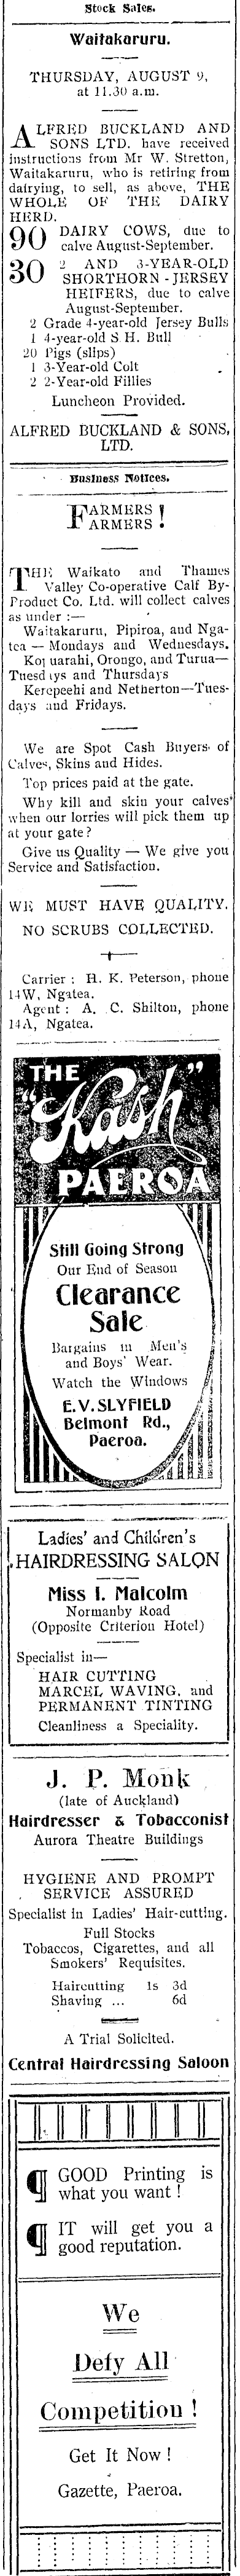 Stock Sales.
Waitakaruru.
THURSDAY, AUGUST 9,
at 11.30 a.m.
ALFRED BUCKLAND AND
SONS LTD. have received
instructions from Mr W. Stretton,
Waitakaruru, who is retiring from
dairying, to sell, as above, THE
WHOLE OF THE DAIRY
HERD.
90 DAIRY COWS, due to
calve August-September.
30 2 AND 3-YEAR-OLD
SHORTHORN-JERSEY
HEIFERS, due to calve
August-September.
2 Grade 4-year-old Jersey Bulls
1 4-year-old S.H. Bull
20 Pigs (slips)
1 3-Year-old Colt
2 2-Year-old Fillies
Luncheon Provided.
ALFRED BUCKLAND & SONS,
LTD.
Business Notices.
FARMERS !
FARMERS !
THE Waikato and Thames
Valley Co-operative Calf By-
Product Co. Ltd. will collect calves
as under :—
Waitakaruru, Pipiroa, and Nga-
tea — Mondays and Wednesdays.
Kopuarahi, Orongo, and Turua—
Tuesdays and Thursdays
Kerepeehi and Netherton—Tues-
days and Fridays.
We are Spot Cash Buyers of
Calves, Skins and Hides.
Top prices paid at the gate.
Why kill and skin your calves
when our lorries will pick them up
at your gate?
Give us Quality — We give you
Service and Satisfaction.
WE MUST HAVE QUALITY.
NO SCRUBS COLLECTED.
Carrier : H. K. Peterson, phone
14W, Ngatea.
Agent : A. C. Shilton, phone
14A, Ngatea.
THE
"Kash"
PAEROA
Still Going Strong
Our End of Season
Clearance
Sale
Bargains in Men's
and Boys' Wear.
Watch the Windows
E.V. SLYFIELD
Belmont Rd.,
Paeroa.
Ladies' and Children's
HAIRDRESSING SALON
Miss I. Malcolm
Normanby Road
(Opposite Criterion Hotel)
Specialist in—
HAIR CUTTING
MARCEL WAVING, and
PERMANENT TINTING
Cleanliness a Speciality.
J. P. Monk
(late of Auckland)
Hairdresser & Tobacconist
Aurora Theatre Buildings
HYGIENE AND PROMPT
SERVICE ASSURED
Specialist in Ladies' Hair-cutting.
Full Stocks
Tobaccos, Cigarettes, and all
Smokers' Requisites.
Haircutting 1s 3d
Shaving ... 6d
A Trial Solicited.
Central Hairdressing Saloon
¶ GOOD Printing is
what you want !
¶ IT will get you a
good reputation.
We
Defy All
Competition !
Get It Now !
Gazette, Paeroa.